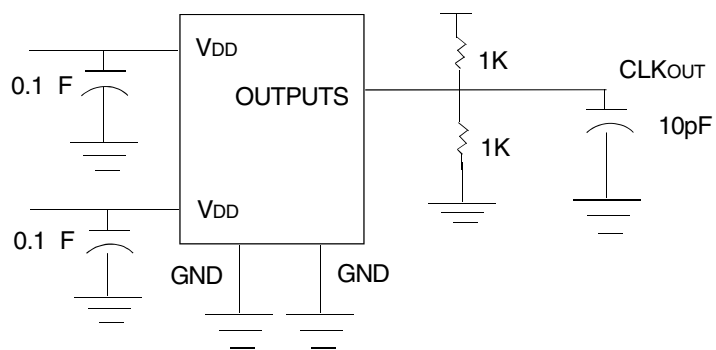 VDD
1K
CLKOUT
0.1 F
OUTPUTS
10pF
1K
VDD
0.1 F
GND
GND